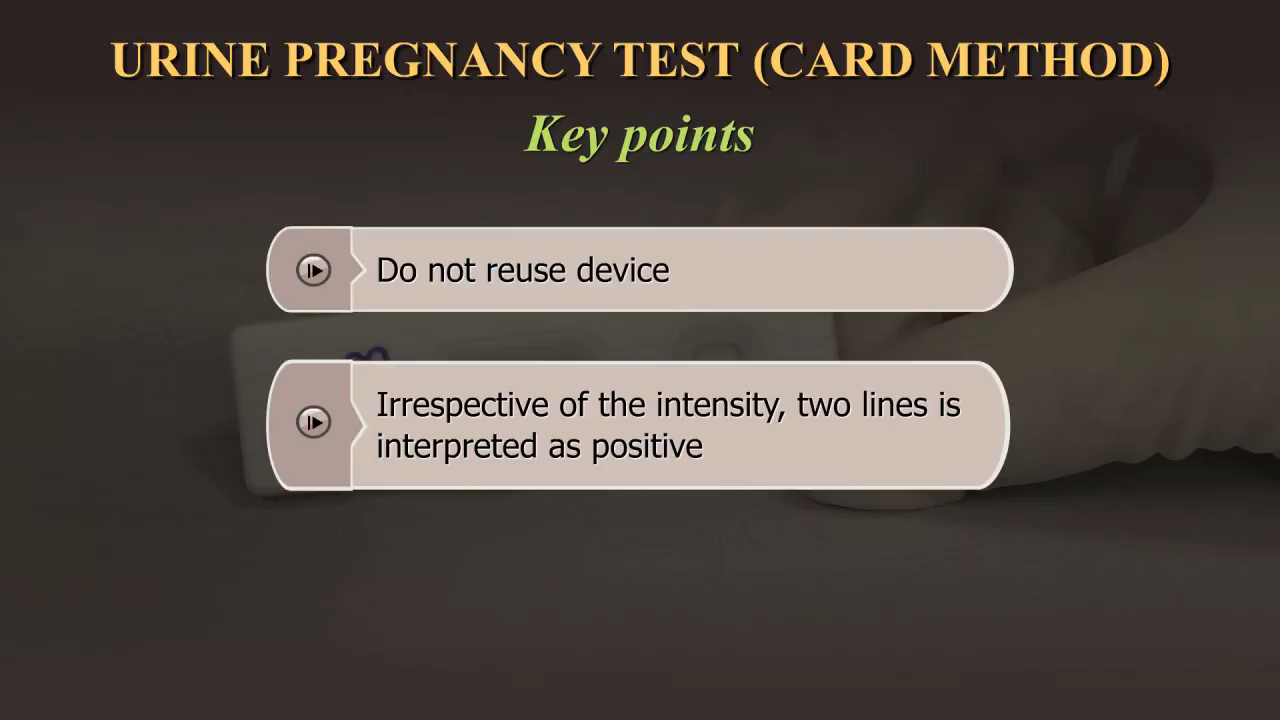 URINE PREGNANCY TEST (CARD METHOD)
Key points
Do not reuse device
Irrespective of the intensity, two lines is
interpreted as positive